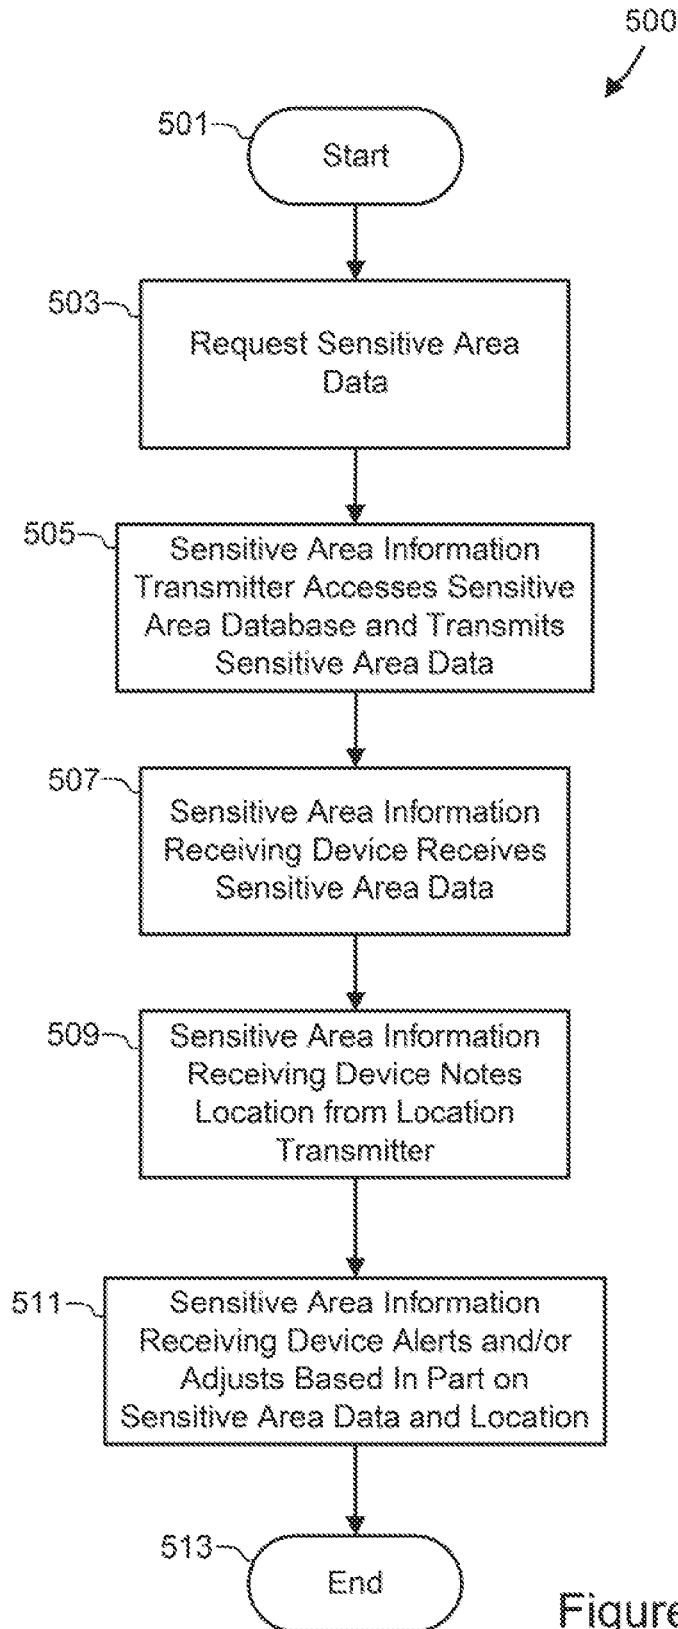 500
501
Start
503
Request Sensitive Area
Data
505
Sensitive Area Information
Transmitter Accesses Sensitive
Area Database and Transmits
Sensitive Area Data
507
Sensitive Area Information
Receiving Device Receives
Sensitive Area Data
509
Sensitive Area Information
Receiving Device Notes
Location from Location
Transmitter
511
Sensitive Area Information
Receiving Device Alerts and/or
Adjusts Based In Part on
Sensitive Area Data and Location
513
End
Figure